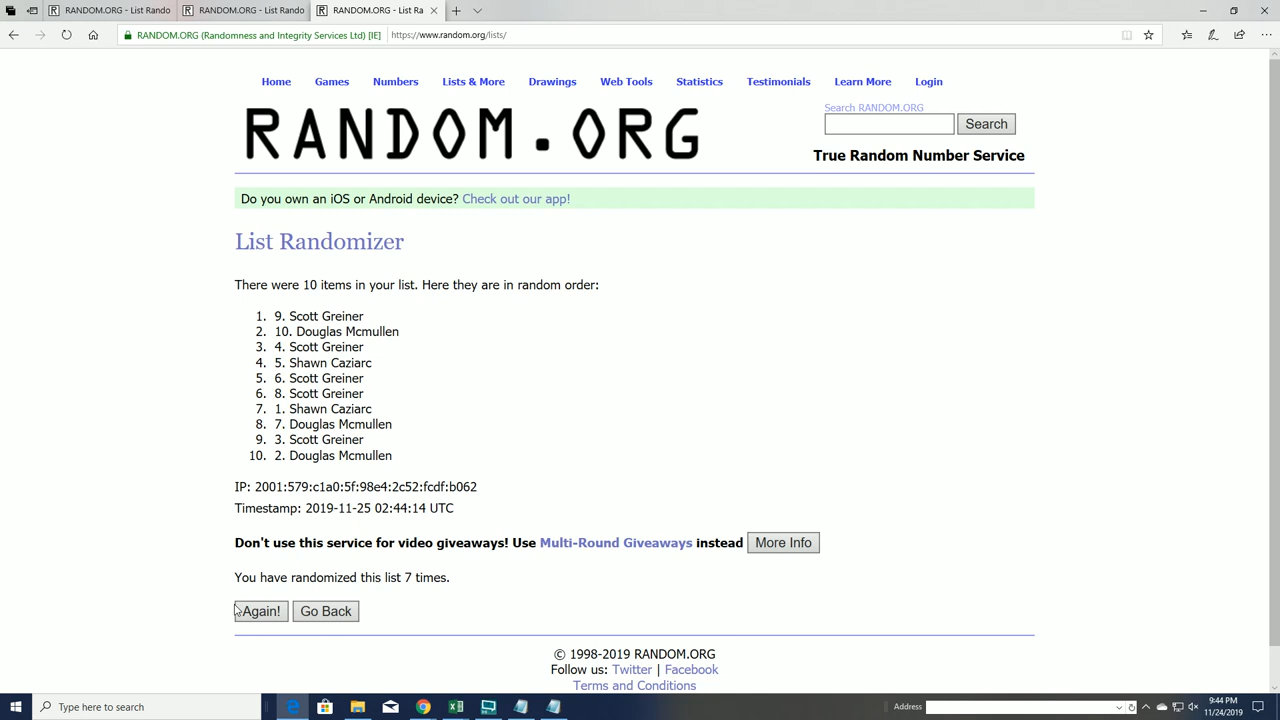 RANDOM.ORG - List Rando
RANDOM.ORG - List Rando
RANDOM.ORG - List Ra
RANDOM.ORG (Randomness and Integrity Services Ltd) [IE]
https://www.random.org/lists/
Home Games Numbers Lists & More Drawings Web Tools Statistics Testimonials Learn More Login
RANDOM.ORG
Search RANDOM.ORG
Search
True Random Number Service
Do you own an iOS or Android device? Check out our app!
List Randomizer
There were 10 items in your list. Here they are in random order:
1. 9. Scott Greiner
2. 10. Douglas Mcmullen
3. 4. Scott Greiner
4. 5. Shawn Caziarc
5. 6. Scott Greiner
6. 8. Scott Greiner
7. 1. Shawn Caziarc
8. 7. Douglas Mcmullen
9. 3. Scott Greiner
10. 2. Douglas Mcmullen
IP: 2001:579:c1a0:5f:98e4:2c52:fcdf:b062
Timestamp: 2019-11-25 02:44:14 UTC
Don't use this service for video giveaways! Use Multi-Round Giveaways instead More Info
You have randomized this list 7 times.
Again! Go Back
© 1998-2019 RANDOM.ORG
Follow us: Twitter | Facebook
Terms and Conditions
Type here to search
Address
9:44 PM
11/24/2019